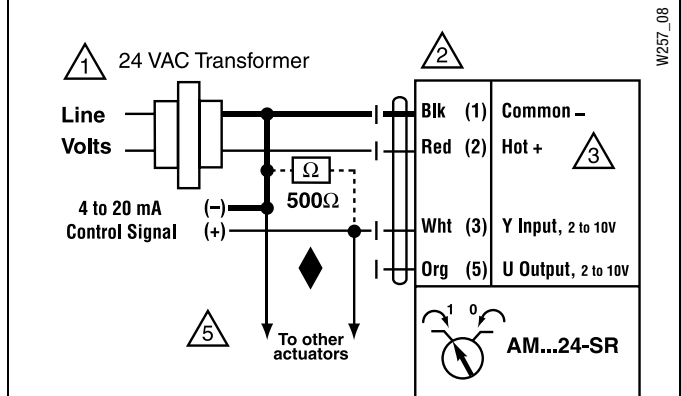 W257_08
1 24 VAC Transformer
2
Line
Volts
Blk (1) Common –
Red (2) Hot +
3
Ω
500Ω
4 to 20 mA (–)
Control Signal (+)
Wht (3) Y Input, 2 to 10V
Org (5) U Output, 2 to 10V
5
To other
actuators
1 0
AM...24-SR